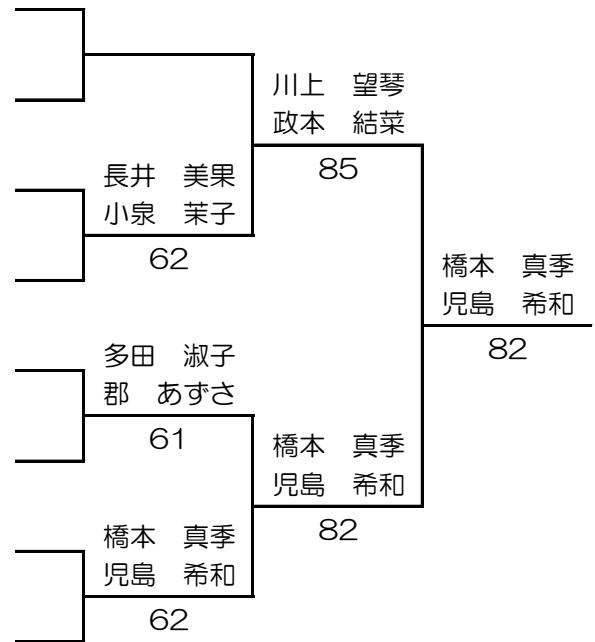 川上　望琴
政本　結菜
85
長井　美果
小泉　茉子
62
橋本　真季
児島　希和
82
多田　淑子
郡　あずさ
61
橋本　真季
児島　希和
82
橋本　真季
児島　希和
62